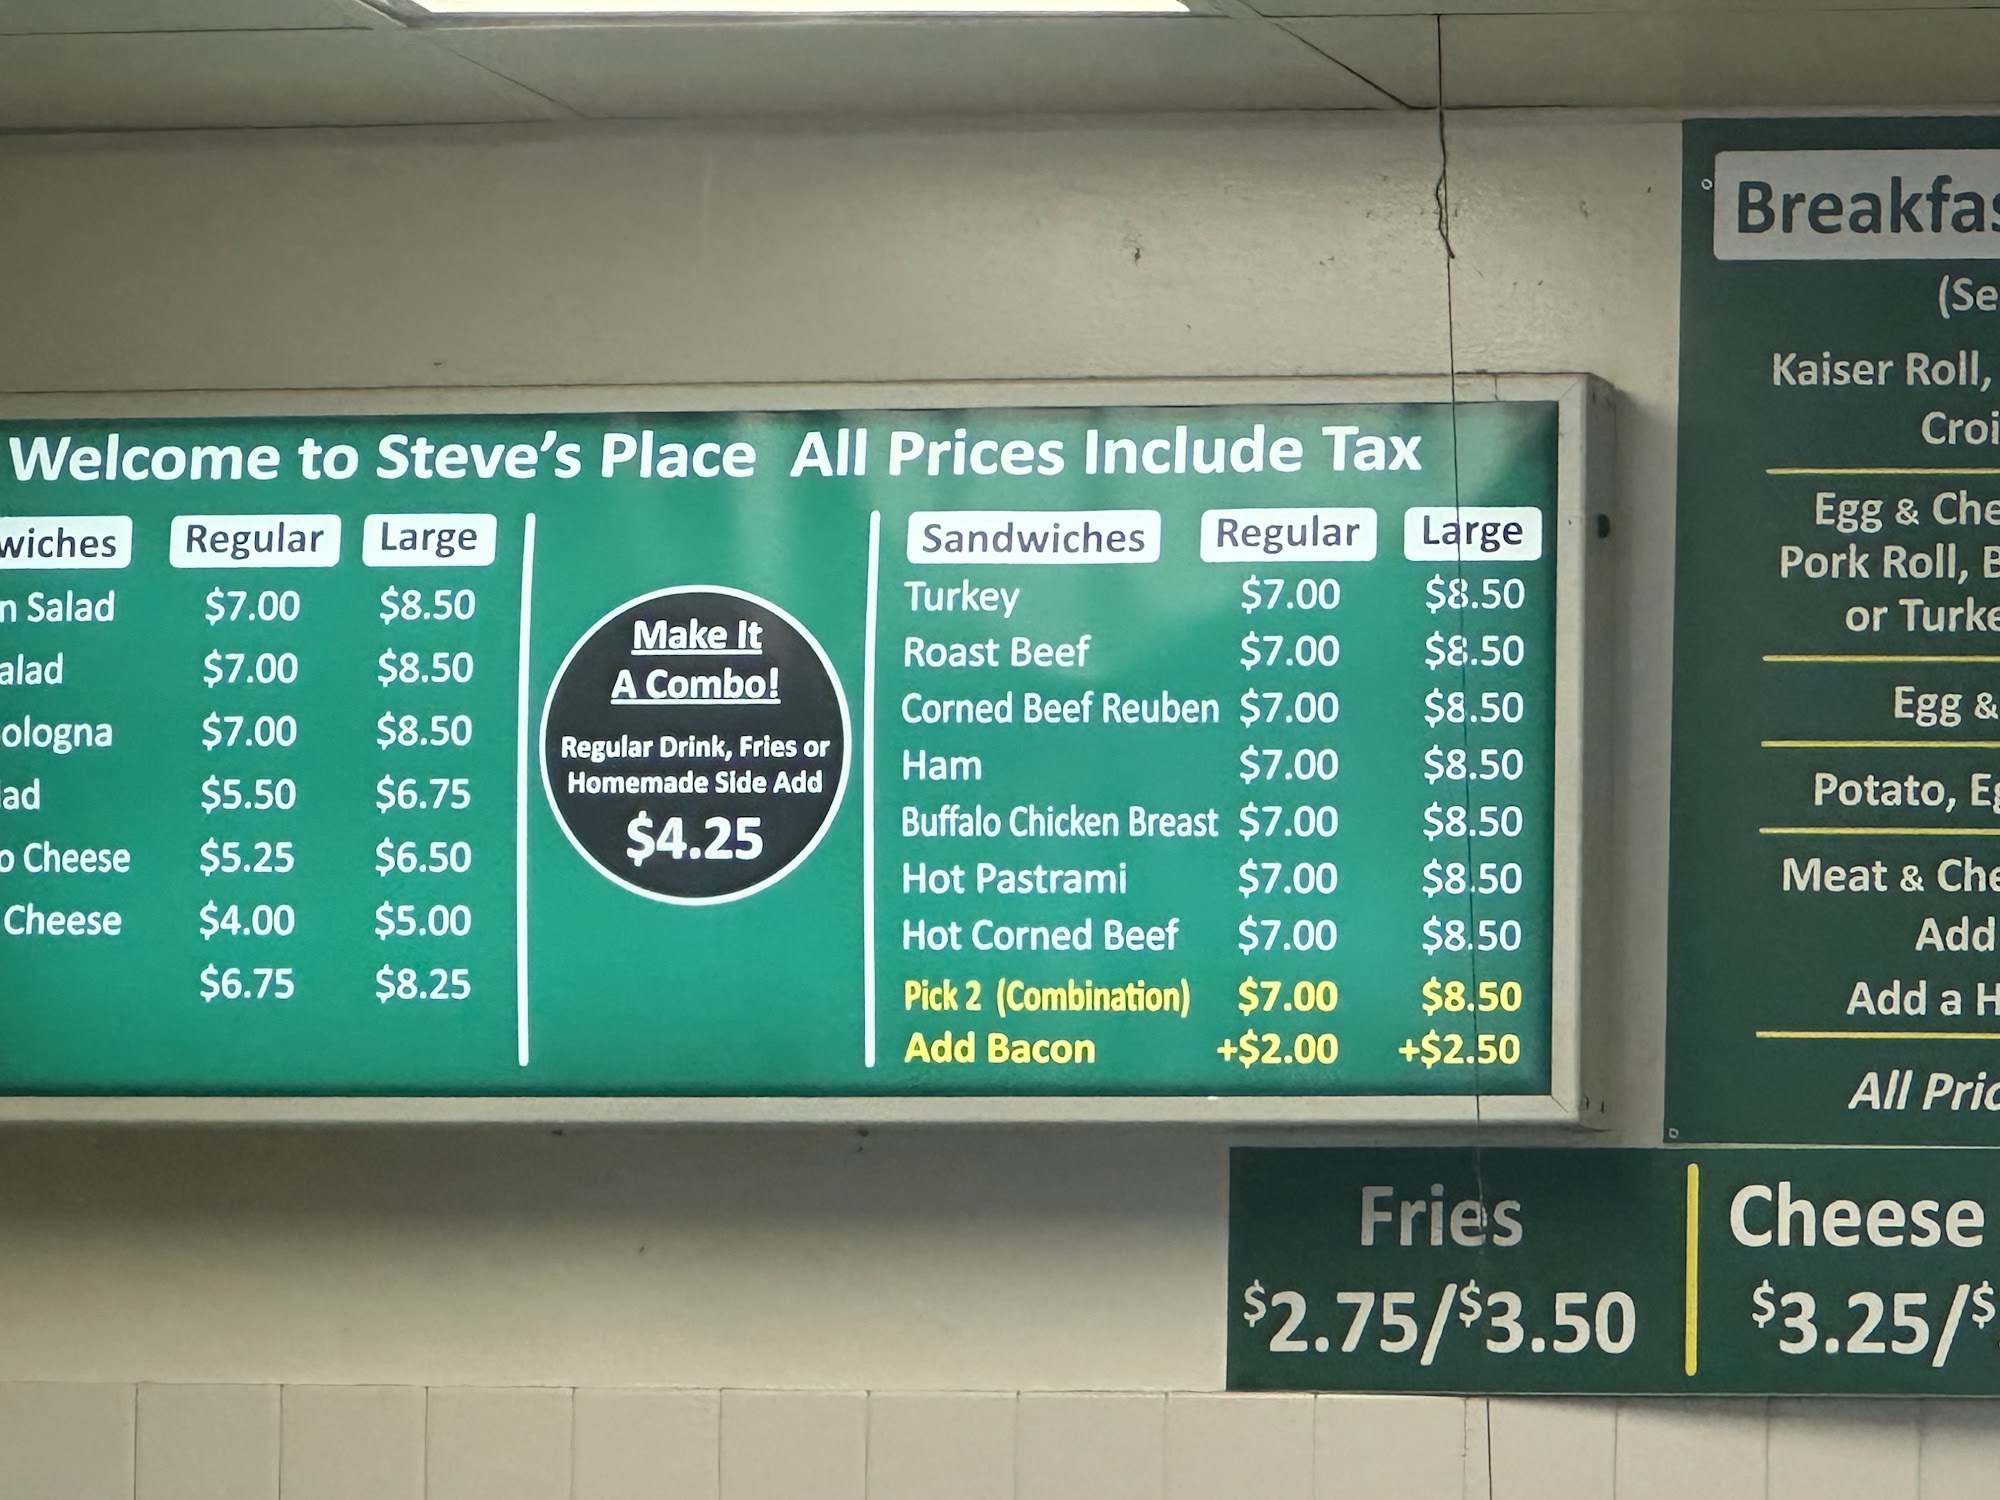 Welcome to Steve's Place All Prices Include Tax
wiches Regular Large
n Salad $7.00 $8.50
alad $7.00 $8.50
ologna $7.00 $8.50
ad $5.50 $6.75
o Cheese $5.25 $6.50
Cheese $4.00 $5.00
$6.75 $8.25
Make It
A Combo!
Regular Drink, Fries or
Homemade Side Add
$4.25
Sandwiches Regular Large
Turkey $7.00 $8.50
Roast Beef $7.00 $8.50
Corned Beef Reuben $7.00 $8.50
Ham $7.00 $8.50
Buffalo Chicken Breast $7.00 $8.50
Hot Pastrami $7.00 $8.50
Hot Corned Beef $7.00 $8.50
Pick 2 (Combination) $7.00 $8.50
Add Bacon +$2.00 +$2.50
Breakfas
(Se
Kaiser Roll,
Croi
Egg & Che
Pork Roll, B
or Turke
Egg &
Potato, Eg
Meat & Che
Add
Add a H
All Pric
Fries
$2.75/$3.50
Cheese
$3.25/$